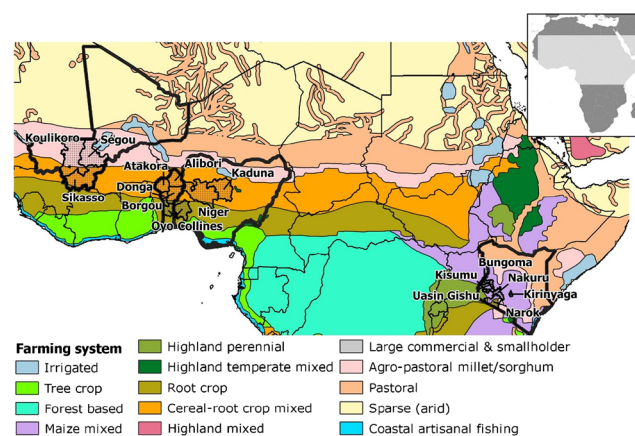 Koulikoro
Ségou
Sikasso
Atakora
Alibori
Kaduna
Donga
Borgou
Niger
Oyo Collines
Bungoma
Kisumu
Nakuru
Uasin Gishu
Kirinyaga
Narok
Farming system
Irrigated
Tree crop
Forest based
Maize mixed
Highland perennial
Highland temperate mixed
Root crop
Cereal-root crop mixed
Highland mixed
Large commercial & smallholder
Agro-pastoral millet/sorghum
Pastoral
Sparse (arid)
Coastal artisanal fishing